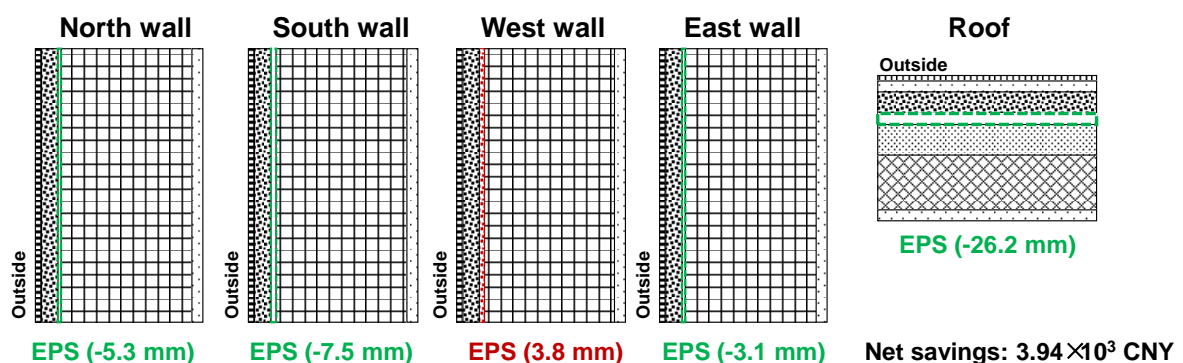 North wall
South wall
West wall
East wall
Roof
Outside
Outside
Outside
Outside
Outside
EPS (-5.3 mm)
EPS (-7.5 mm)
EPS (3.8 mm)
EPS (-3.1 mm)
EPS (-26.2 mm)
Net savings: 3.94×10³ CNY